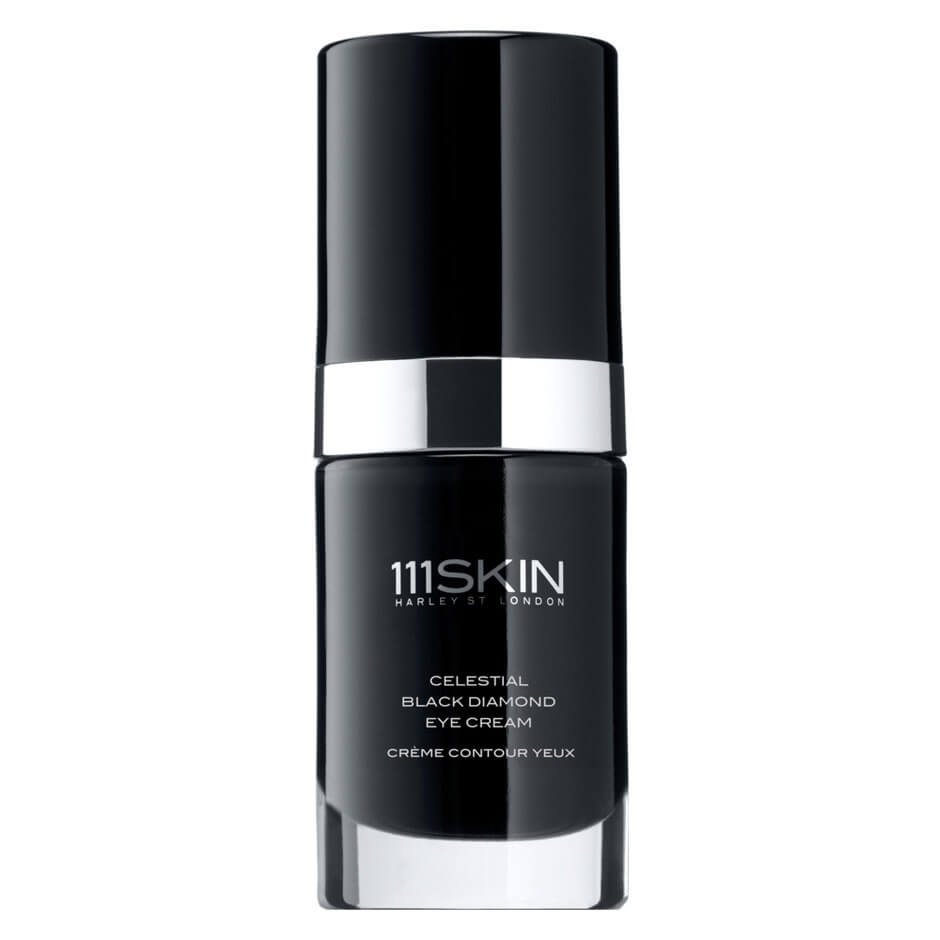 111SKIN
HARLEY ST LONDON
CELESTIAL
BLACK DIAMOND
EYE CREAM
CRÈME CONTOUR YEUX